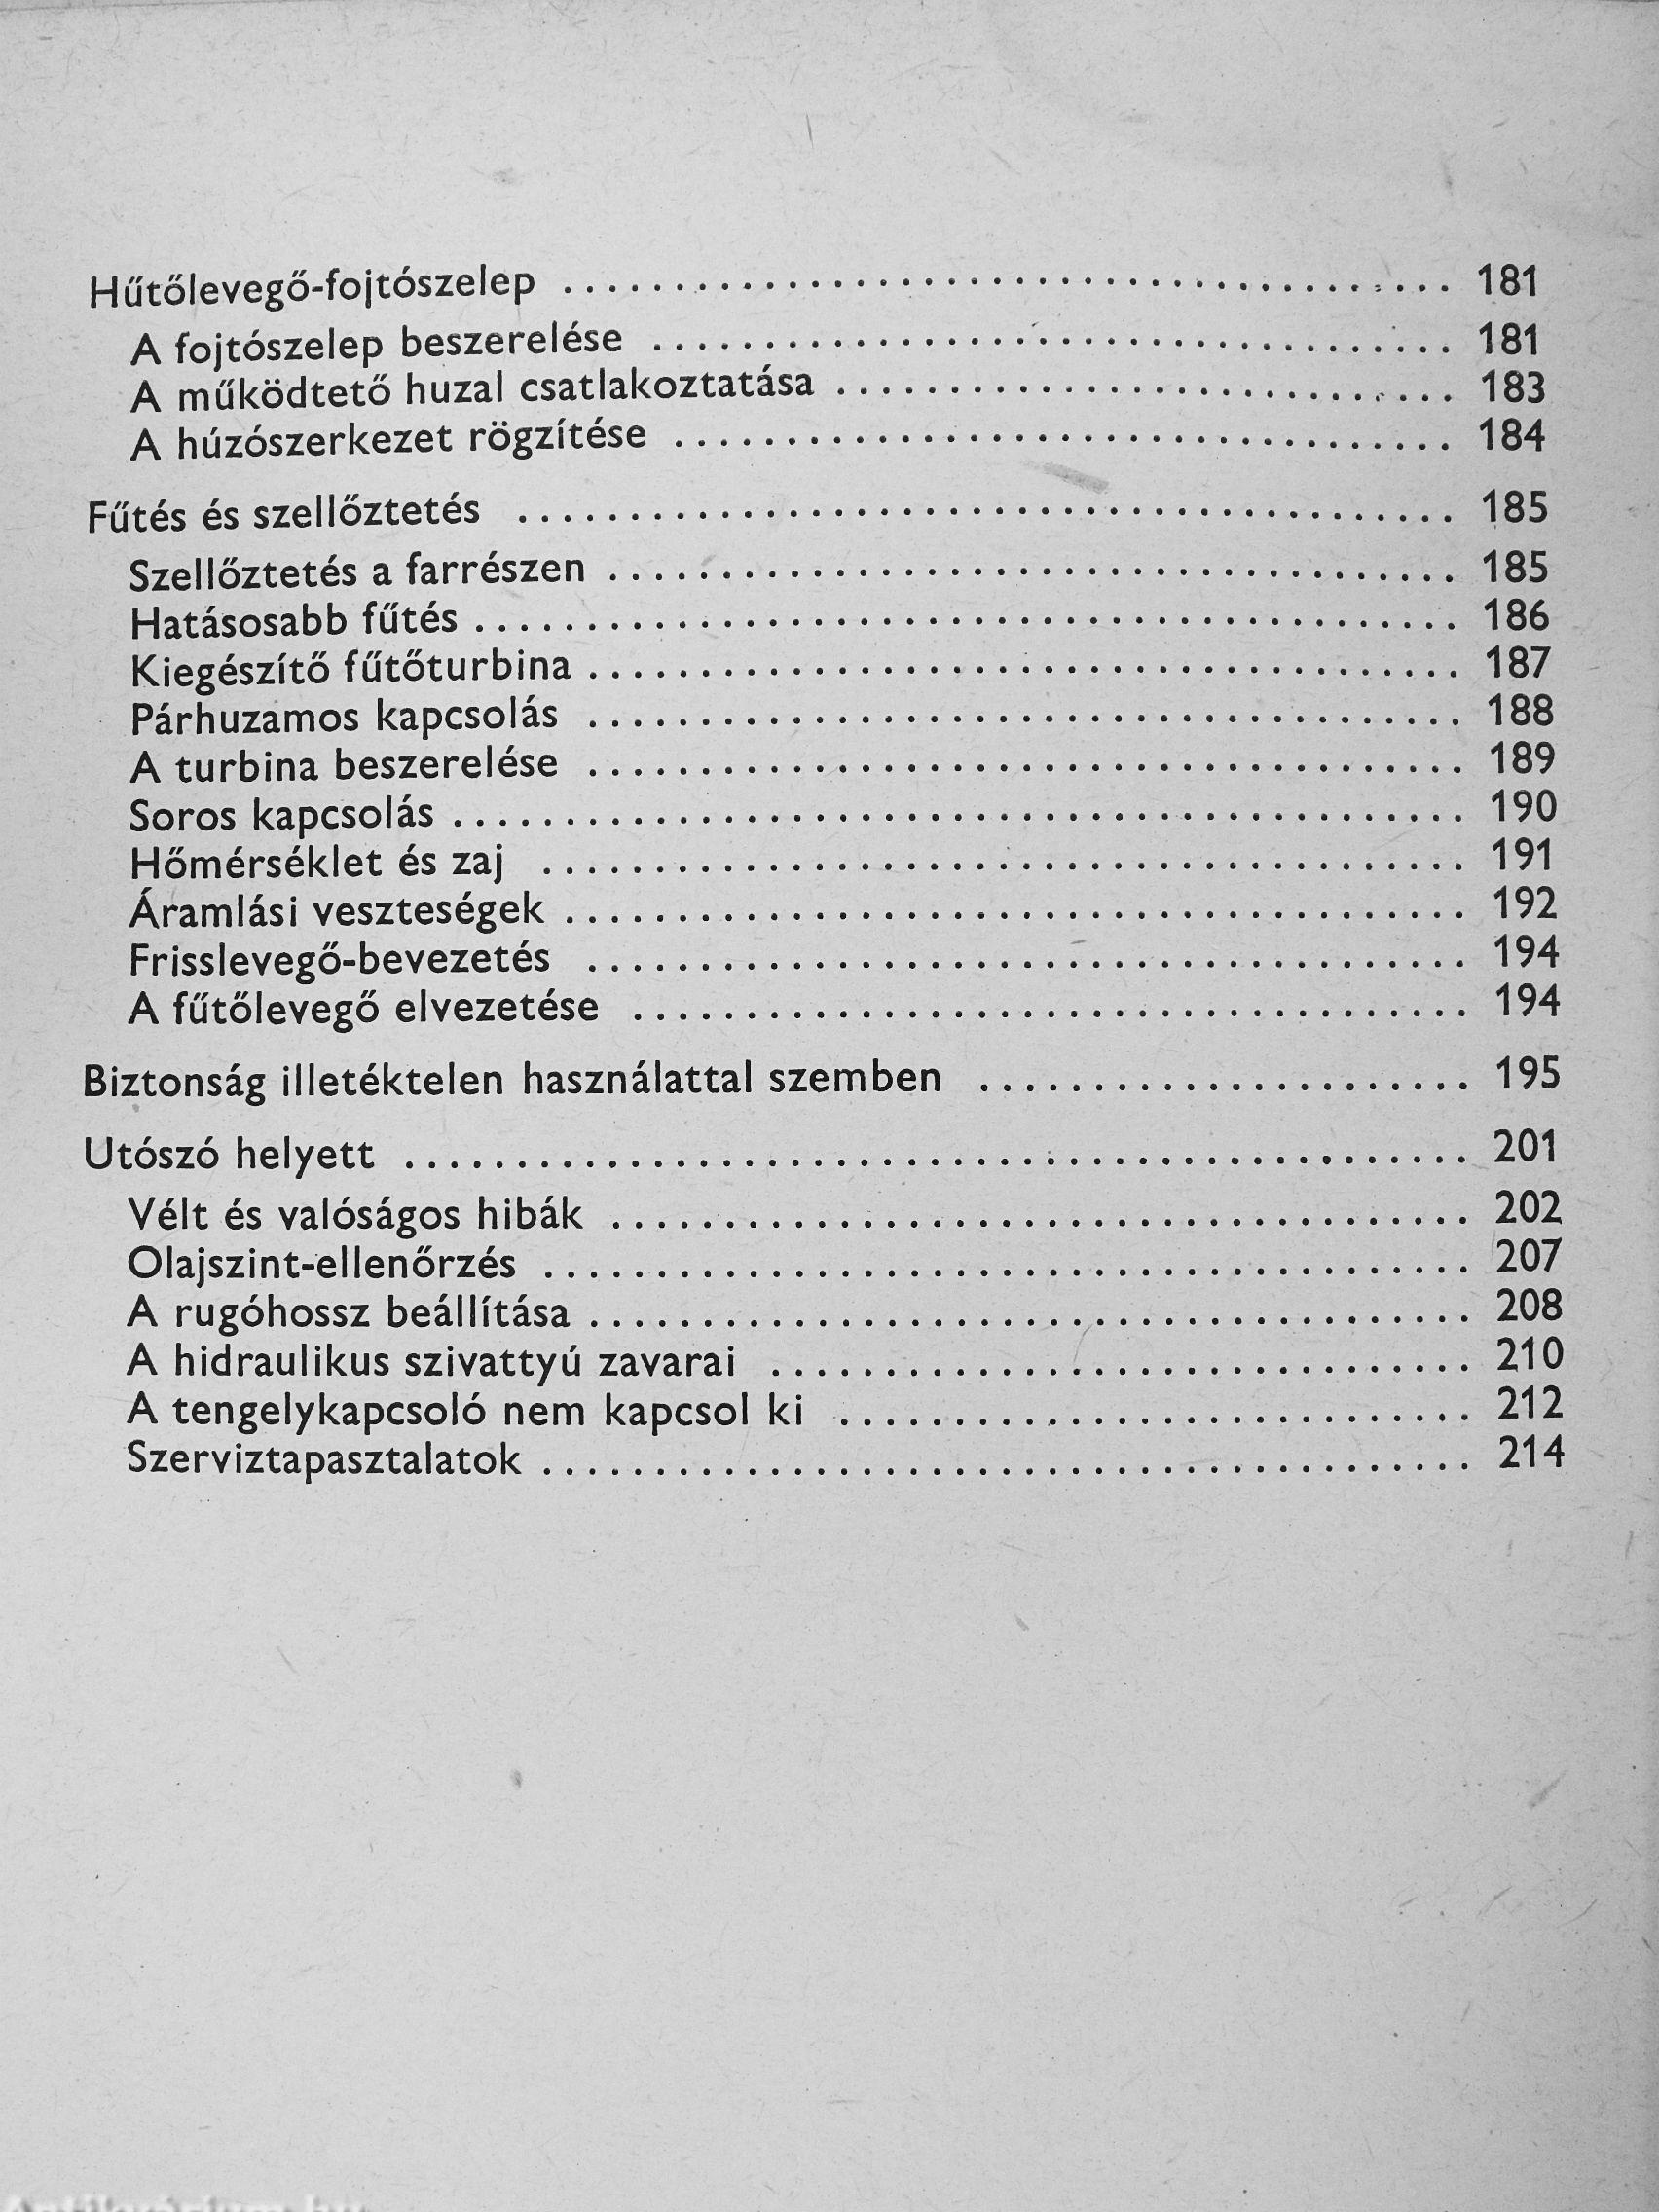 Hűtőlevegő-fojtószelep ........................................ 181
A fojtószelep beszerelése .................................... 181
A működtető huzal csatlakoztatása ............................ 183
A húzószerkezet rögzítése ................................... 184
Fűtés és szellőztetés .......................................... 185
Szellőztetés a farrészen ...................................... 185
Hatásosabb fűtés ............................................ 186
Kiegészítő fűtőturbina ....................................... 187
Párhuzamos kapcsolás ....................................... 188
A turbina beszerelése ....................................... 189
Soros kapcsolás ............................................. 190
Hőmérséklet és zaj ......................................... 191
Áramlási veszteségek ........................................ 192
Frisslevegő-bevezetés ....................................... 194
A fűtőlevegő elvezetése ..................................... 194
Biztonság illetéktelen használattal szemben ...................... 195
Utószó helyett ............................................... 201
Vélt és valóságos hibák ...................................... 202
Olajszint-ellenőrzés ......................................... 207
A rugóhossz beállítása ....................................... 208
A hidraulikus szivattyú zavarai ............................... 210
A tengelykapcsoló nem kapcsol ki ............................ 212
Szerviztapasztalatok ......................................... 214